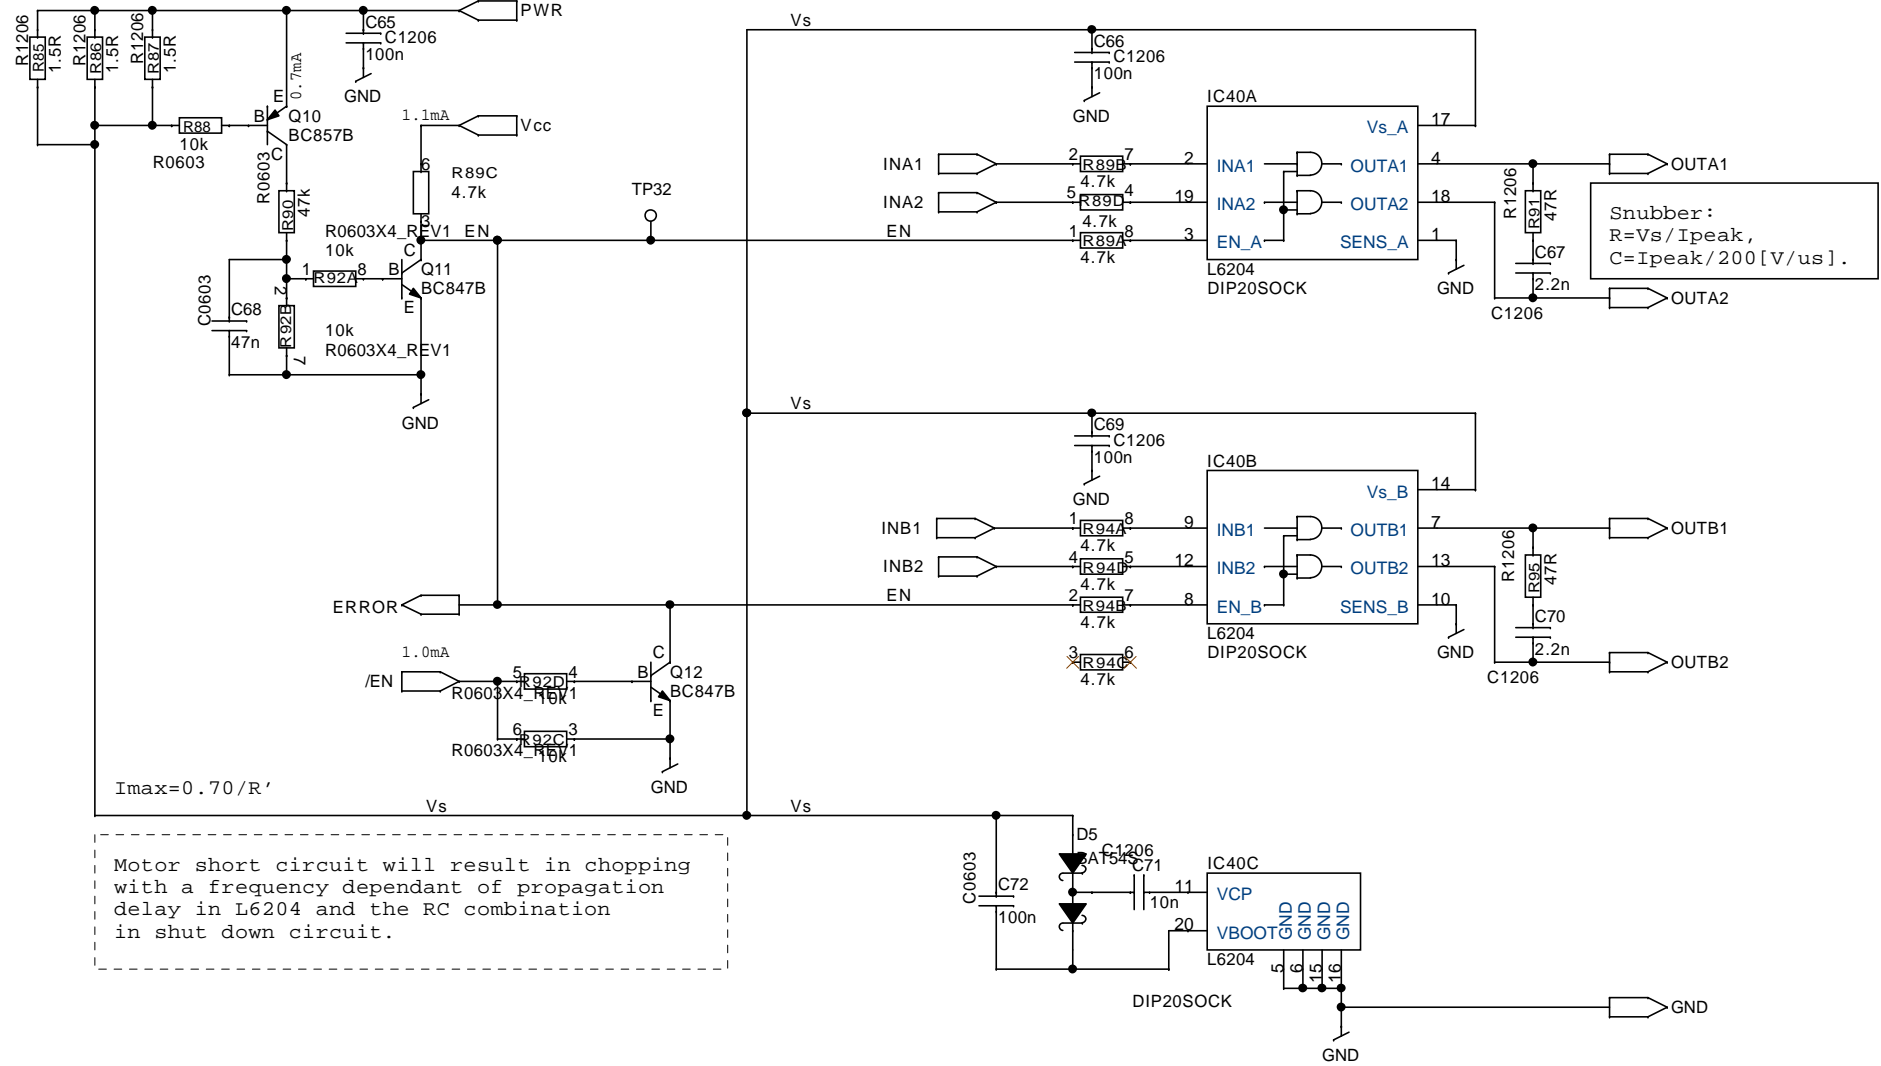 PWR
R1206
R85
1.5R
R1206
R86
1.5R
R1206
R87
1.5R
C65
C1206
100n
GND
0.7mA
E
B
C
Q10
BC857B
R88
10k
R0603
1.1mA
Vcc
R0603
R90
47k
6
R89C
4.7k
3
R0603X4_REV1
10k
EN
TP32
EN
1
R92A
8
B
C
E
Q11
BC847B
C0603
C68
47n
2
R92B
7
10k
R0603X4_REV1
GND
Vs
C66
C1206
100n
GND
IC40A
Vs_A
17
INA1
2
R89B
7
4.7k
2
INA1
OUTA1
4
OUTA1
INA2
5
R89D
4
4.7k
19
INA2
OUTA2
18
1
R89A
8
4.7k
3
EN_A
SENS_A
1
L6204
DIP20SOCK
GND
R1206
R91
47R
C67
2.2n
C1206
OUTA2
Snubber:
R=Vs/Ipeak,
C=Ipeak/200[V/us].
Vs
C69
C1206
100n
GND
IC40B
Vs_B
14
INB1
1
R94A
8
4.7k
9
INB1
OUTB1
7
OUTB1
INB2
4
R94D
5
4.7k
12
INB2
OUTB2
13
ERROR
EN
2
R94B
7
4.7k
8
EN_B
SENS_B
10
L6204
DIP20SOCK
GND
R1206
R95
47R
C70
2.2n
C1206
OUTB2
3
R94C
6
4.7k
1.0mA
/EN
5
R92D
4
R0603X4_REV1
10k
B
C
E
Q12
BC847B
6
R92C
3
R0603X4_REV1
10k
GND
Imax=0.70/R’
Vs
Vs
Motor short circuit will result in chopping
with a frequency dependant of propagation
delay in L6204 and the RC combination
in shut down circuit.
D5
BAT54S
C1206
C71
10n
C0603
C72
100n
IC40C
11
VCP
20
VBOOT
GND
GND
GND
GND
L6204
5
6
15
16
DIP20SOCK
GND
GND